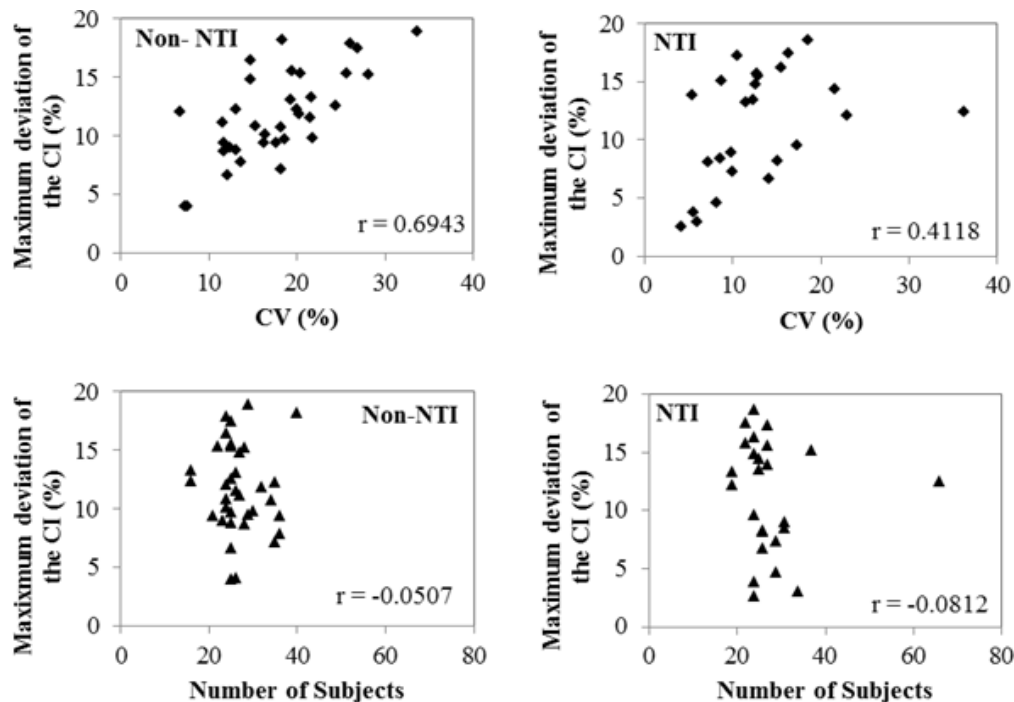 Maximum deviation of
the CI (%)
20
15
10
5
0
Non- NTI
r = 0.6943
0 10 20 30 40
CV (%)
Maximum deviation of
the CI (%)
20
15
10
5
0
NTI
r = 0.4118
0 10 20 30 40
CV (%)
Maxixmum deviation of
the CI (%)
20
15
10
5
0
Non-NTI
r = -0.0507
0 20 40 60 80
Number of Subjects
Maximum deviation of
the CI (%)
20
15
10
5
0
NTI
r = -0.0812
0 20 40 60 80
Number of Subjects